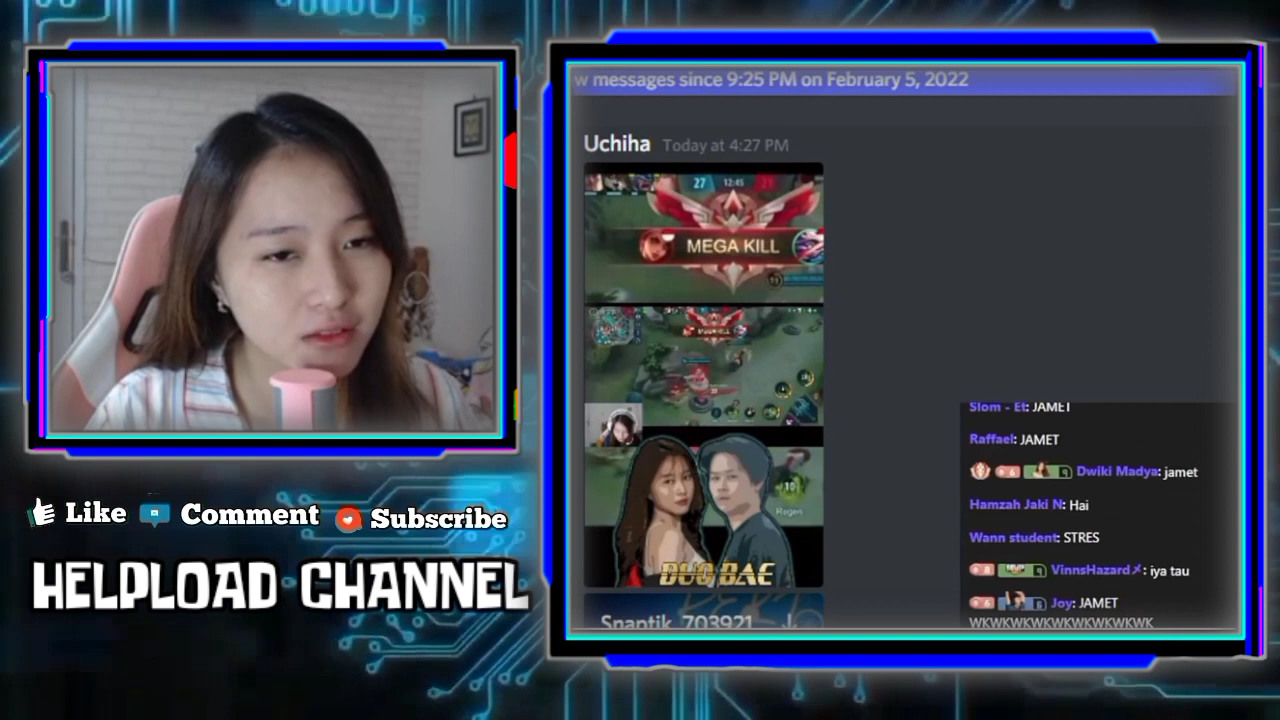 w messages since 9:25 PM on February 5, 2022
Uchiha Today at 4:27 PM
27 12:45
MEGA KILL
Rogeri
DUO BAE
Snaptik_703921
Slom - Et: JAMET
Raffael: JAMET
Dwiki Madya: jamet
Hamzah Jaki N: Hai
Wann student: STRES
VinnsHazard〆: iya tau
Joy: JAMET
WKWKWKWKWKWKWKWKWK
Like
Comment
Subscribe
HELPLOAD CHANNEL